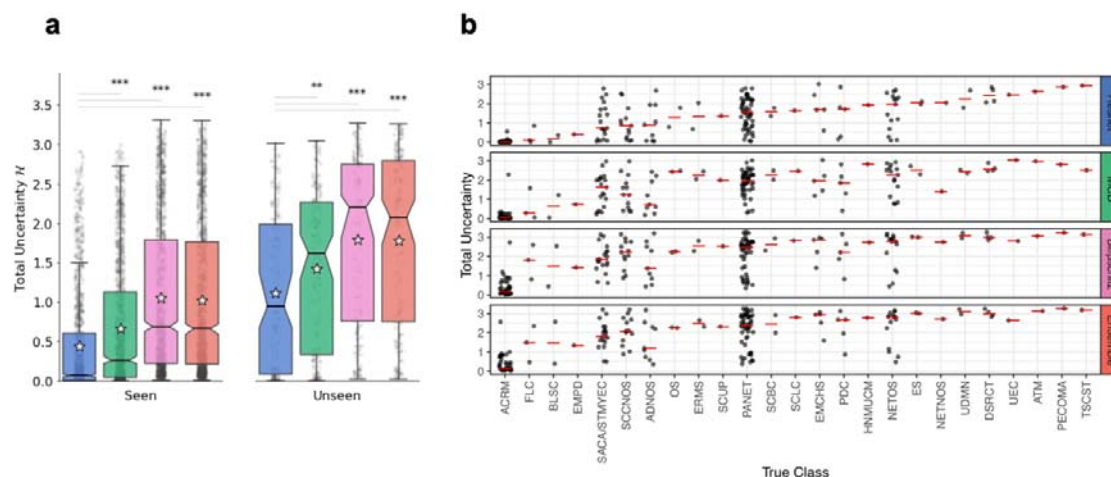 a
b
***
***
***
**
***
***
Total Uncertainty H
3.5
3.0
2.5
2.0
1.5
1.0
0.5
0.0
Seen
Unseen
Total Uncertainty
3
2
1
0
3
2
1
0
3
2
1
0
3
2
1
0
ACRM
FLC
BLSC
EMPD
SACA/STMYEC
SCCNOS
ADNOS
OS
ERMS
SCUP
PANET
SCBC
SCLC
EMCHS
PDC
HNMUCM
NETOS
ES
NETNOS
UDMN
DSRCT
UEC
ATM
PECOMA
TSCST
True Class